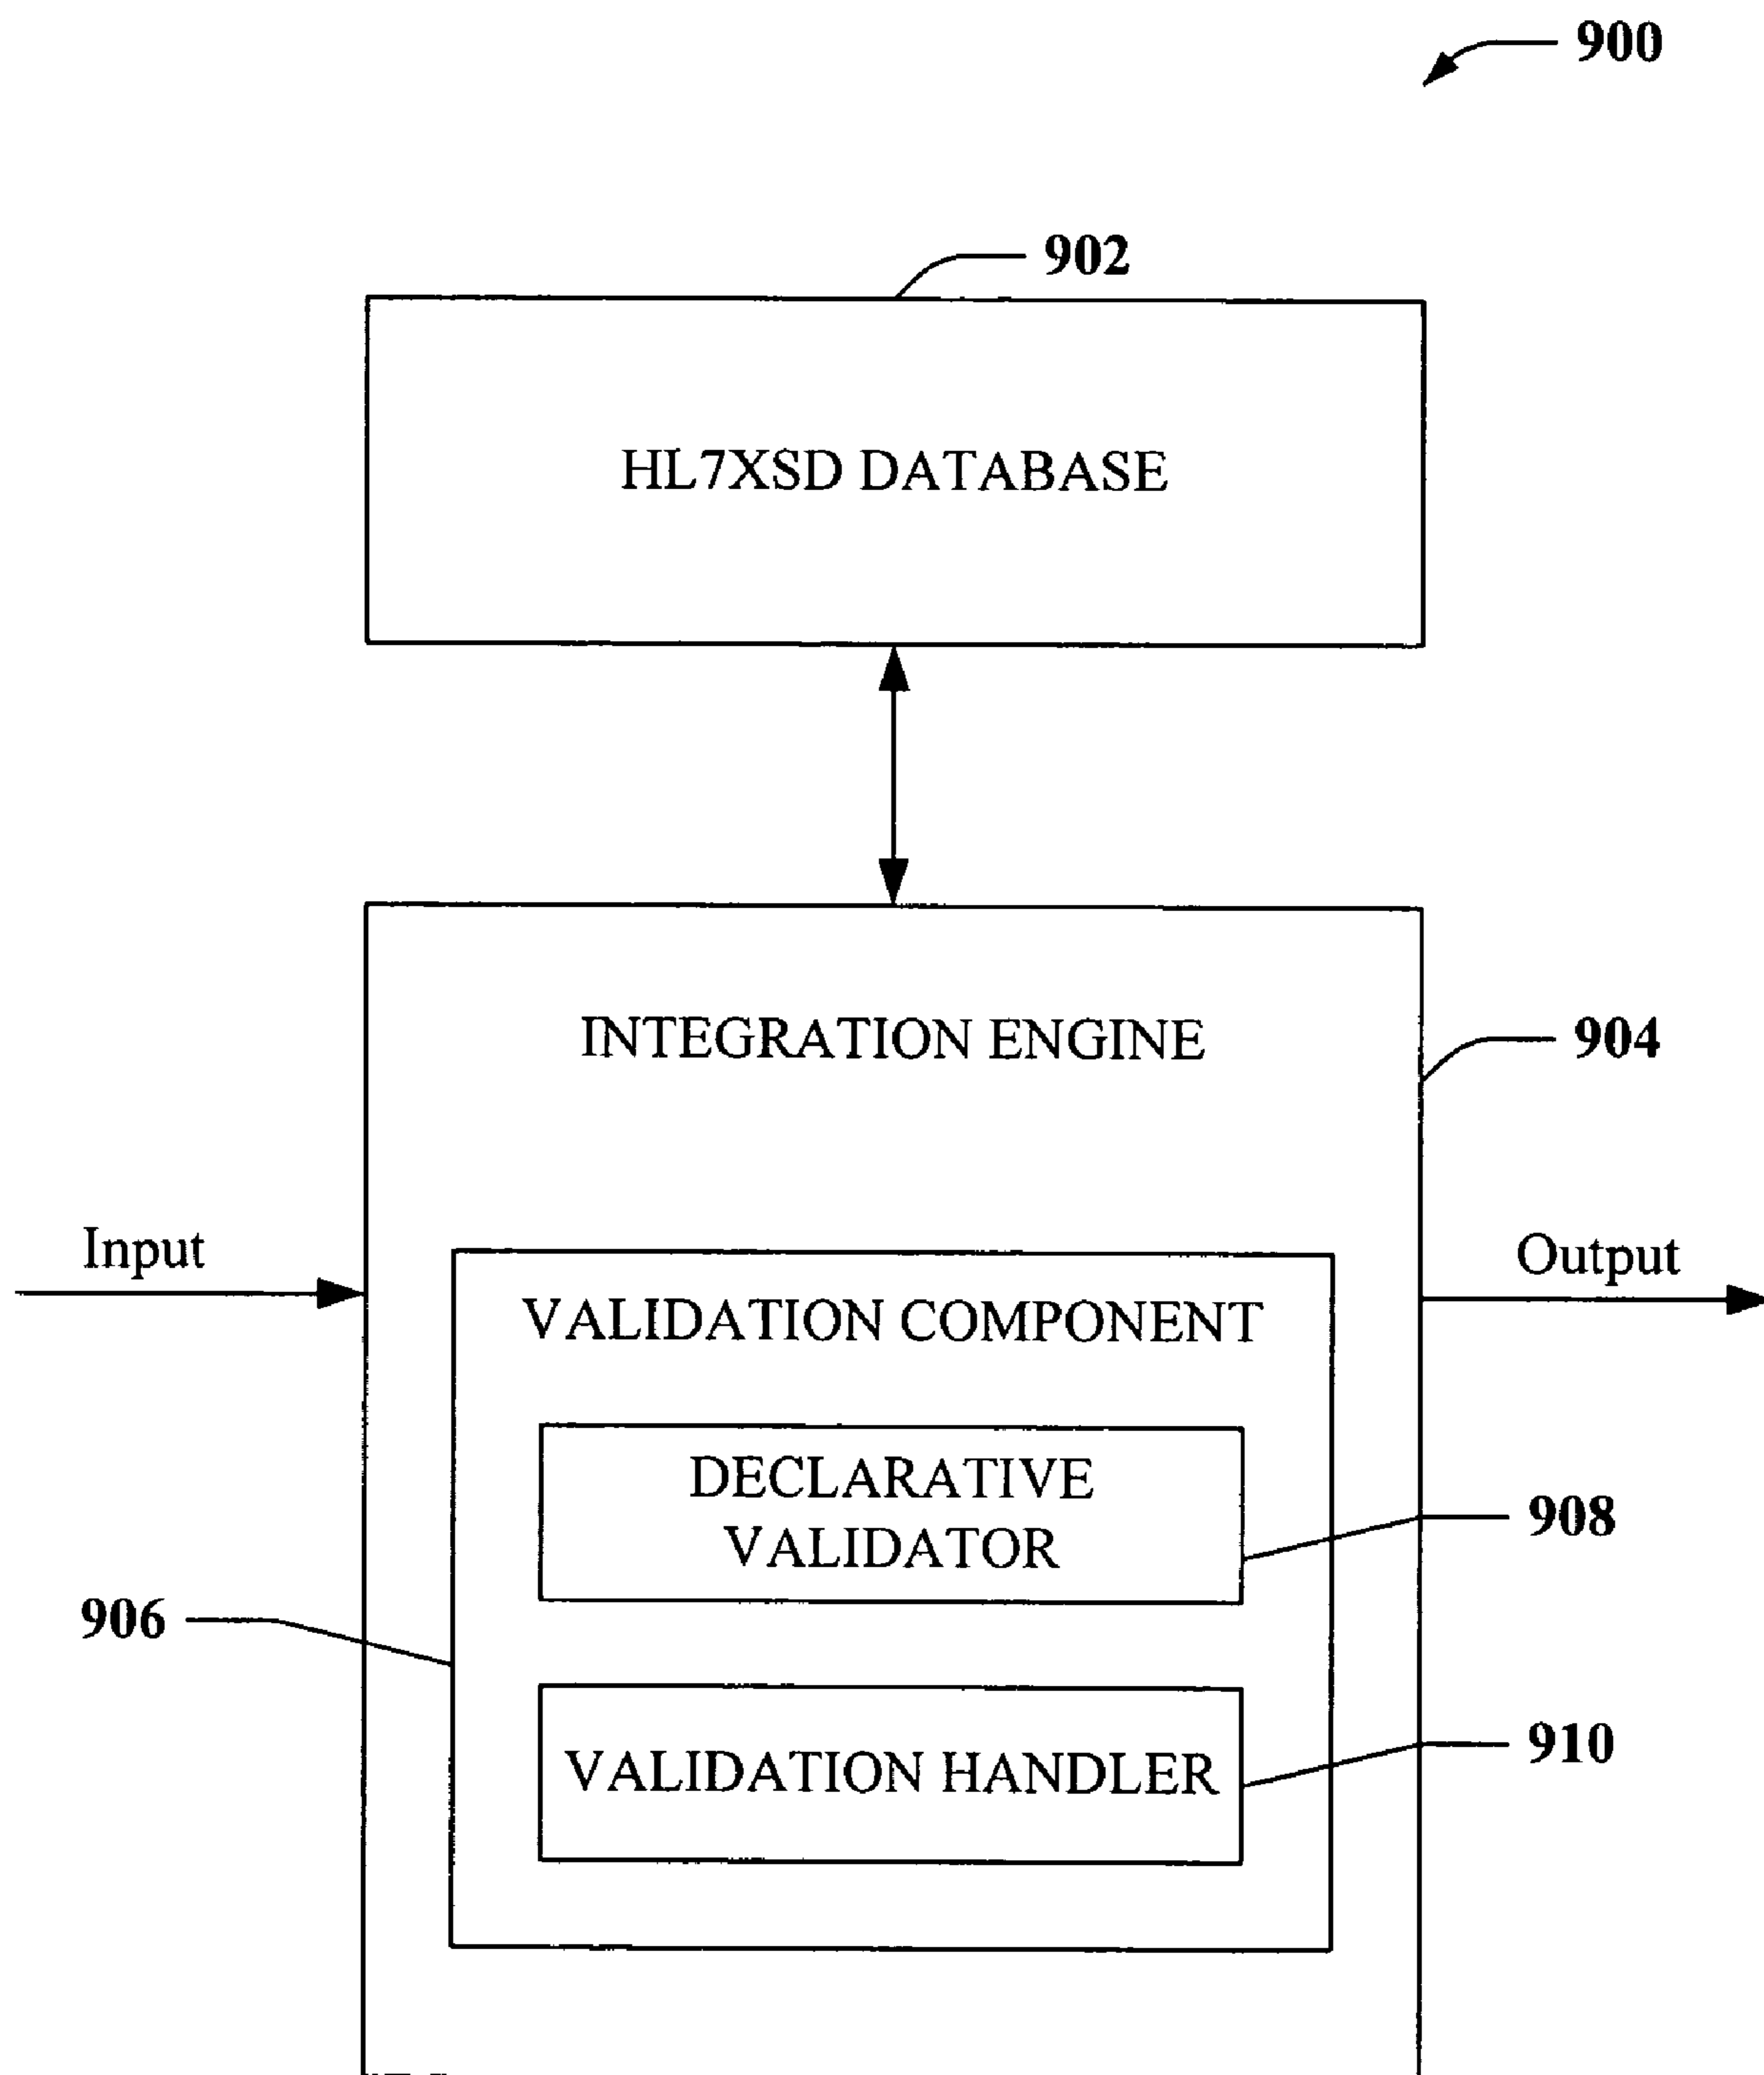 900
902
HL7XSD DATABASE
INTEGRATION ENGINE
904
Input
Output
VALIDATION COMPONENT
DECLARATIVE
VALIDATOR
908
906
VALIDATION HANDLER
910